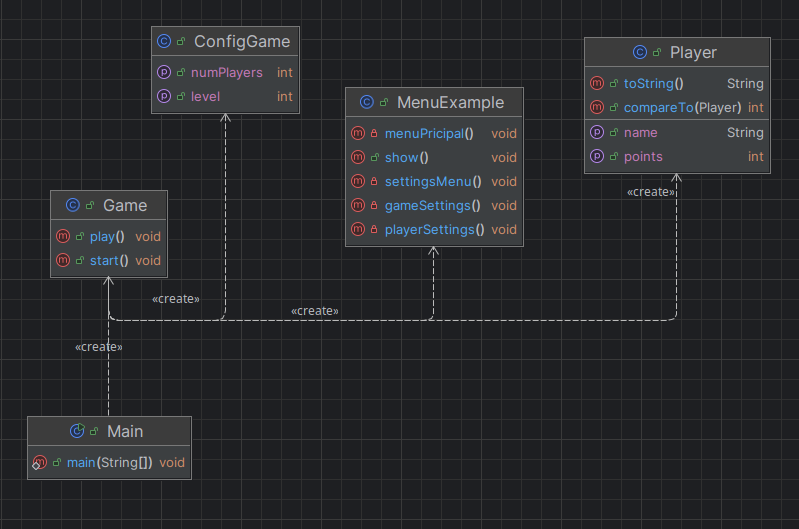 ConfigGame
numPlayers int
level int
Player
toString() String
compareTo(Player) int
name String
points int
MenuExample
menuPricipal() void
show() void
settingsMenu() void
gameSettings() void
playerSettings() void
Game
play() void
start() void
«create»
«create»
«create»
«create»
Main
main(String[]) void